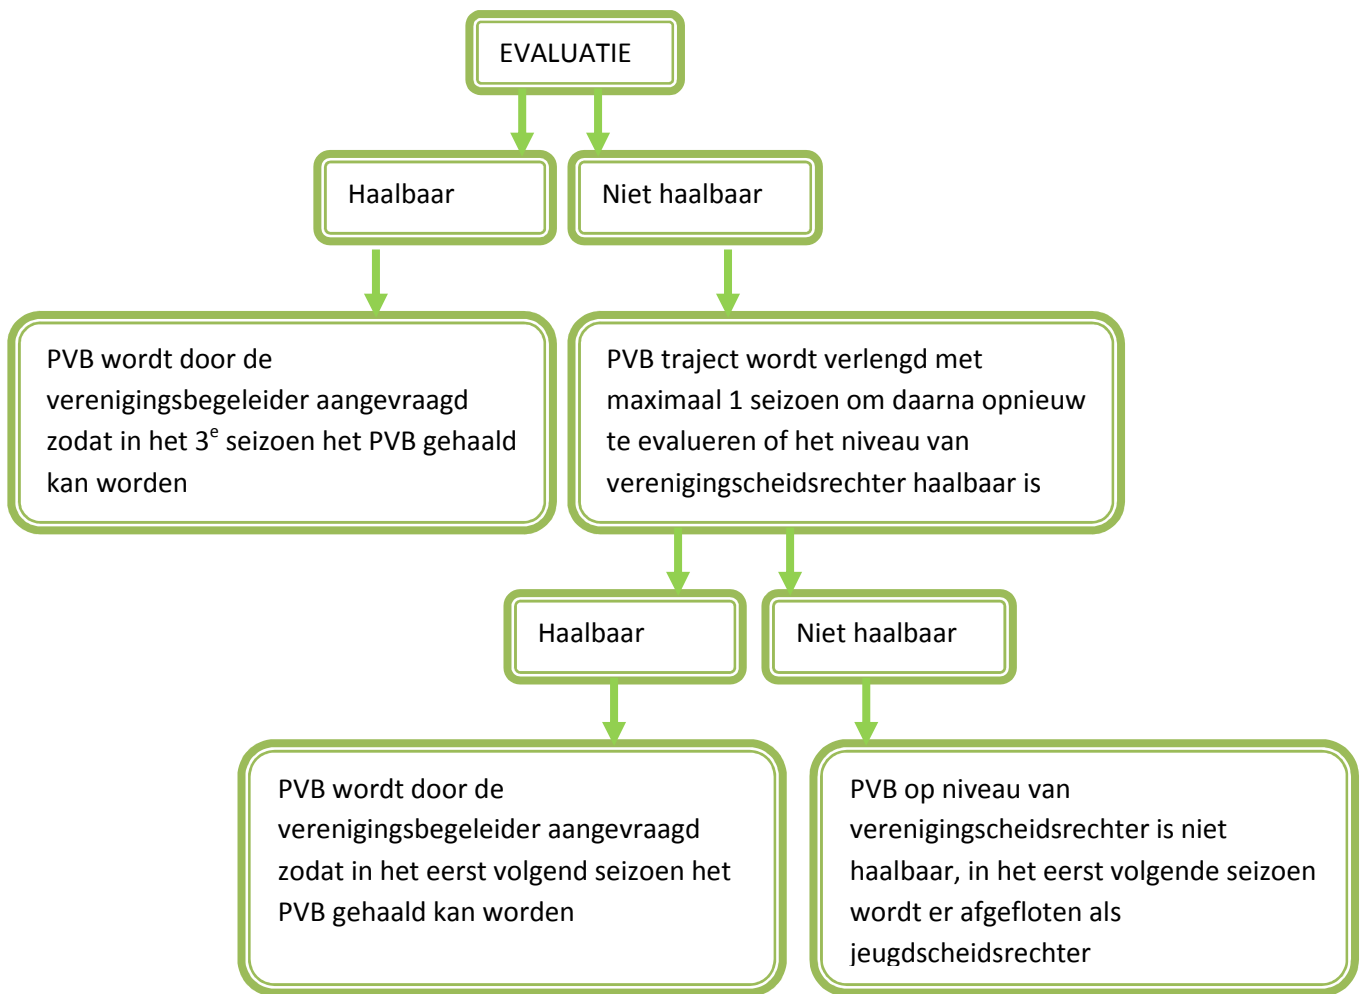 EVALUATIE
Haalbaar
Niet haalbaar
PVB wordt door de
verenigingsbegeleider aangevraagd
zodat in het 3e seizoen het PVB gehaald
kan worden
PVB traject wordt verlengd met
maximaal 1 seizoen om daarna opnieuw
te evalueren of het niveau van
verenigingscheidsrechter haalbaar is
Haalbaar
Niet haalbaar
PVB wordt door de
verenigingsbegeleider aangevraagd
zodat in het eerst volgend seizoen het
PVB gehaald kan worden
PVB op niveau van
verenigingscheidsrechter is niet
haalbaar, in het eerst volgende seizoen
wordt er afgefloten als
jeugdscheidsrechter